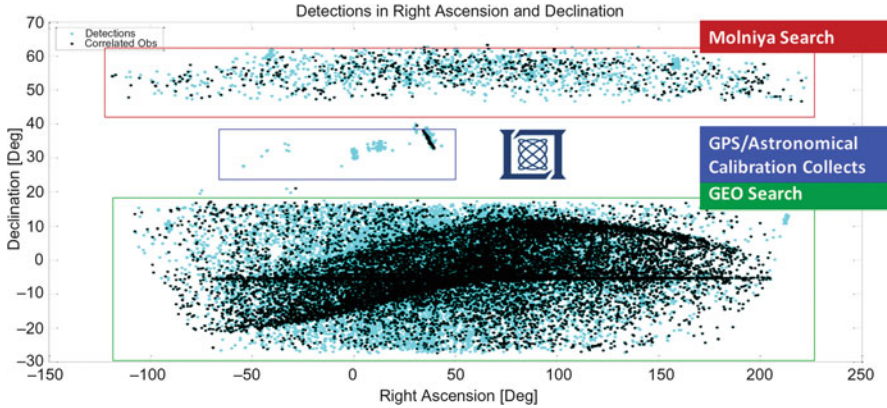 Detections in Right Ascension and Declination
Detections
Correlated Obs
Molniya Search
GPS/Astronomical
Calibration Collects
GEO Search
Declination [Deg]
70
60
50
40
30
20
10
0
–10
–20
–30
–150
–100
–50
0
50
100
150
200
250
Right Ascension [Deg]